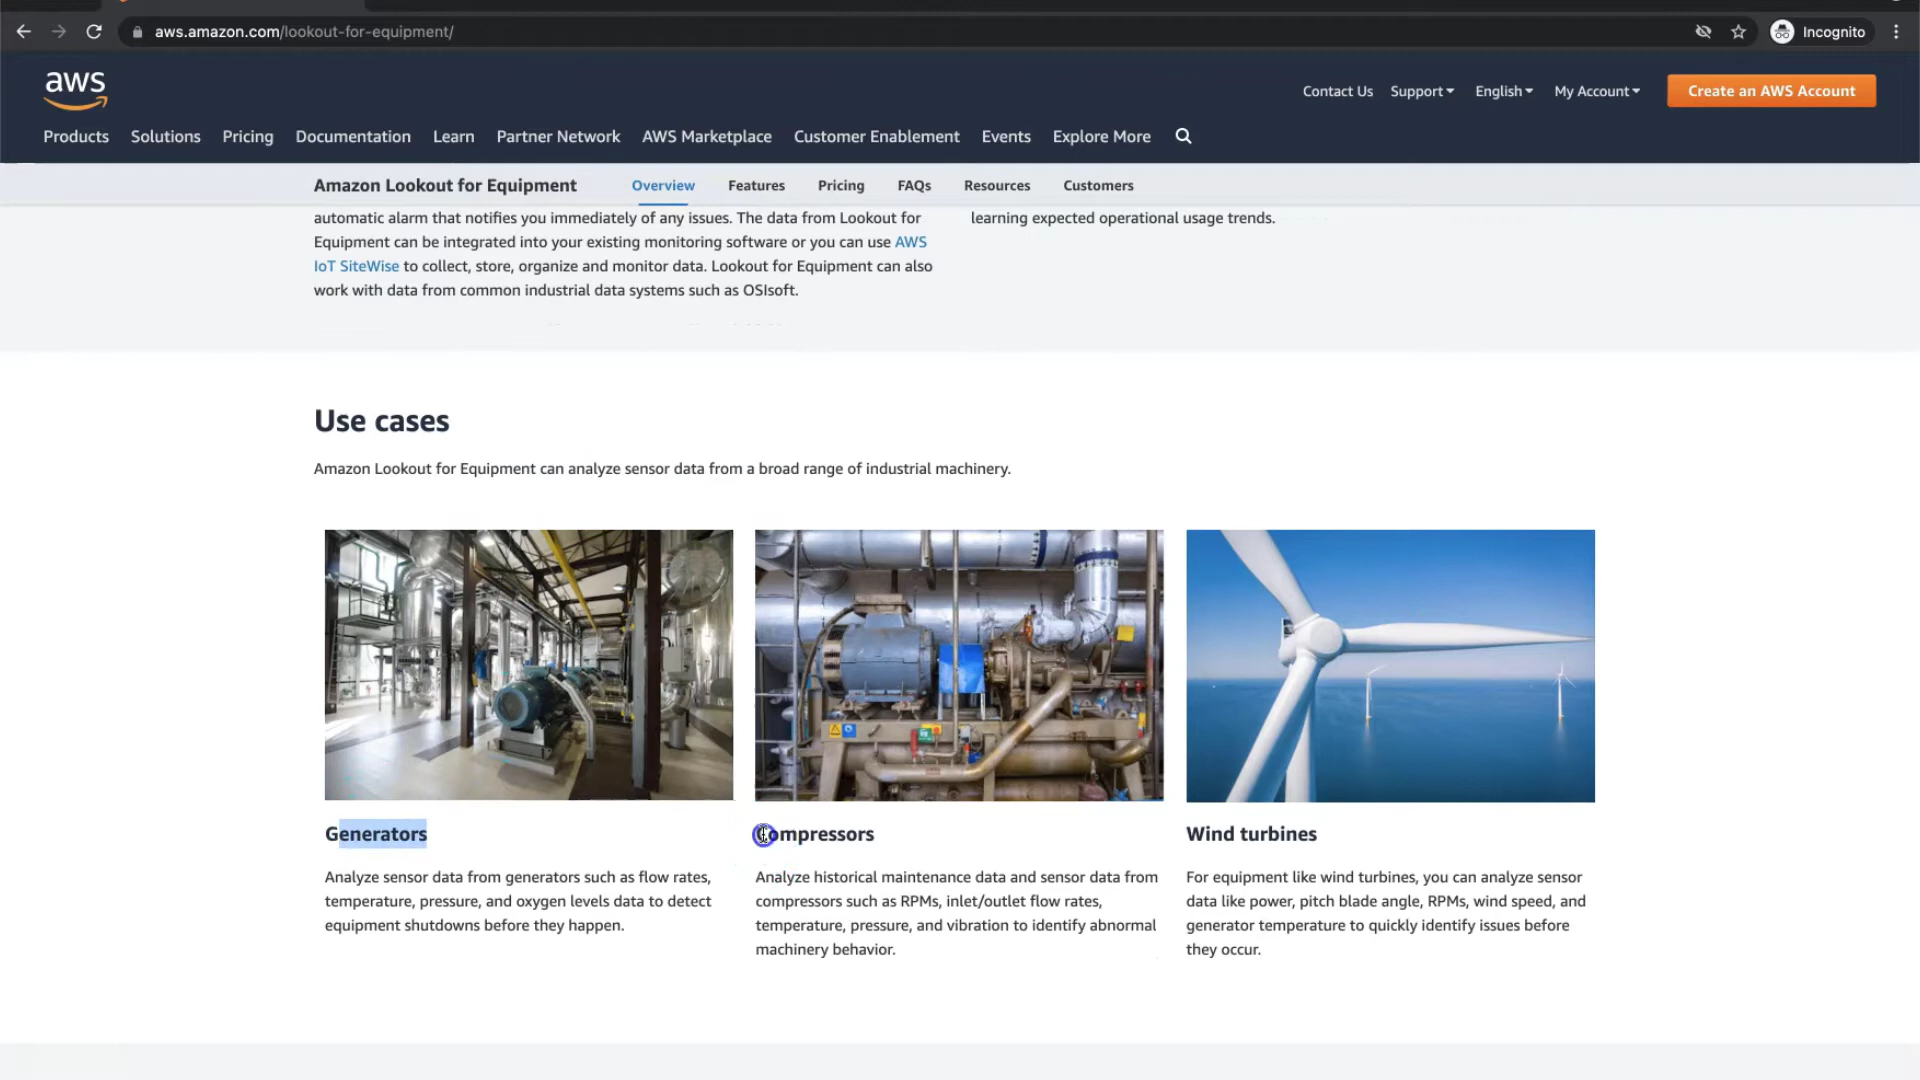 aws.amazon.com/lookout-for-equipment/
Incognito
aws
Contact Us Support English My Account Create an AWS Account
Products Solutions Pricing Documentation Learn Partner Network AWS Marketplace Customer Enablement Events Explore More
Amazon Lookout for Equipment Overview Features Pricing FAQs Resources Customers
automatic alarm that notifies you immediately of any issues. The data from Lookout for
Equipment can be integrated into your existing monitoring software or you can use AWS
IoT SiteWise to collect, store, organize and monitor data. Lookout for Equipment can also
work with data from common industrial data systems such as OSIsoft.
learning expected operational usage trends.
Use cases
Amazon Lookout for Equipment can analyze sensor data from a broad range of industrial machinery.
Generators
Analyze sensor data from generators such as flow rates,
temperature, pressure, and oxygen levels data to detect
equipment shutdowns before they happen.
Compressors
Analyze historical maintenance data and sensor data from
compressors such as RPMs, inlet/outlet flow rates,
temperature, pressure, and vibration to identify abnormal
machinery behavior.
Wind turbines
For equipment like wind turbines, you can analyze sensor
data like power, pitch blade angle, RPMs, wind speed, and
generator temperature to quickly identify issues before
they occur.